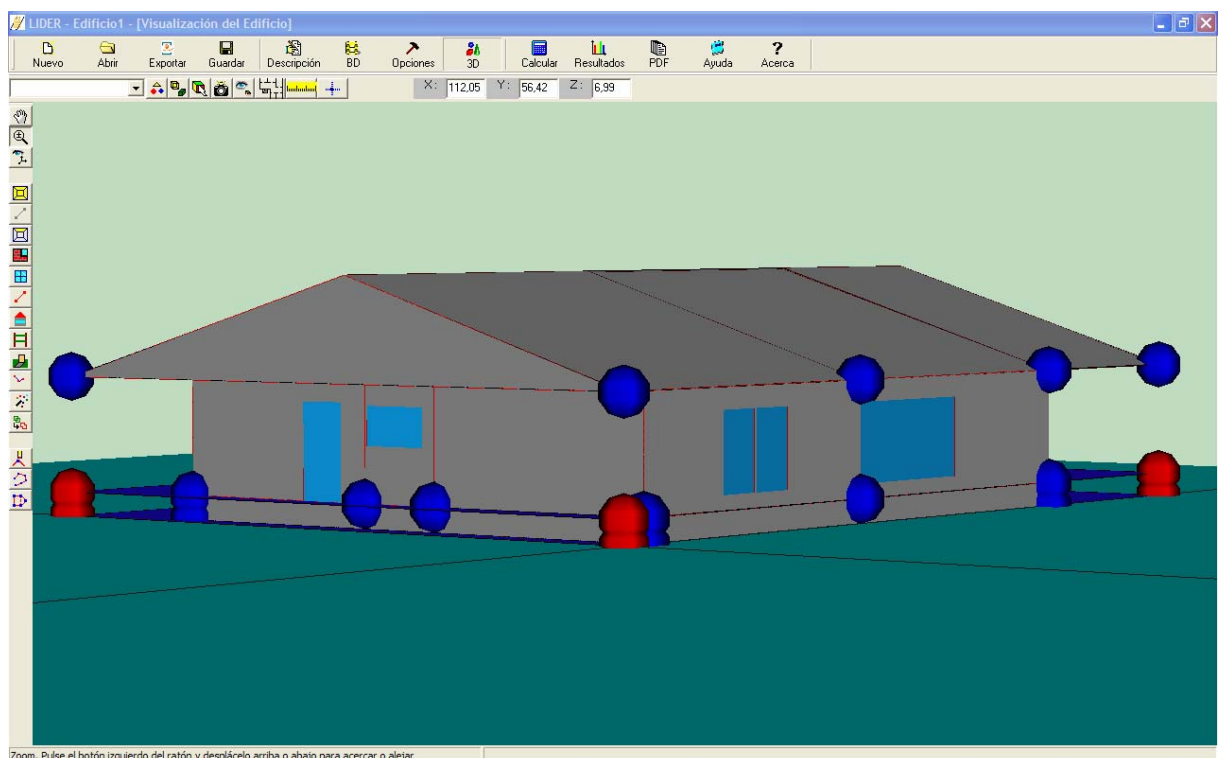 LIDER - Edificio1 - [Visualización del Edificio]
Nuevo Abrir Exportar Guardar Descripción BD Opciones 3D Calcular Resultados PDF Ayuda Acerca
X: 112,05 Y: 56,42 Z: 6,99
Zoom. Pulse el botón izquierdo del ratón y desplácelo arriba o abajo para acercar o alejar